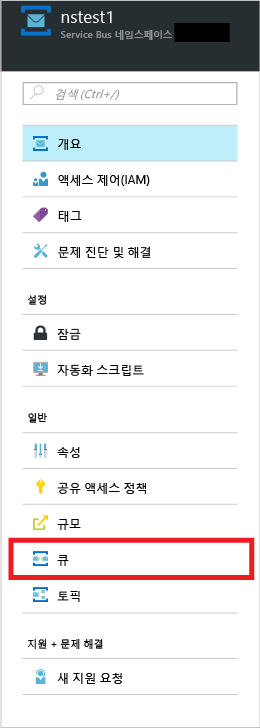 nstest1
Service Bus 네임스페이스
검색 (Ctrl+/)
개요
액세스 제어(IAM)
태그
문제 진단 및 해결
설정
잠금
자동화 스크립트
일반
속성
공유 액세스 정책
규모
큐
토픽
지원 + 문제 해결
새 지원 요청